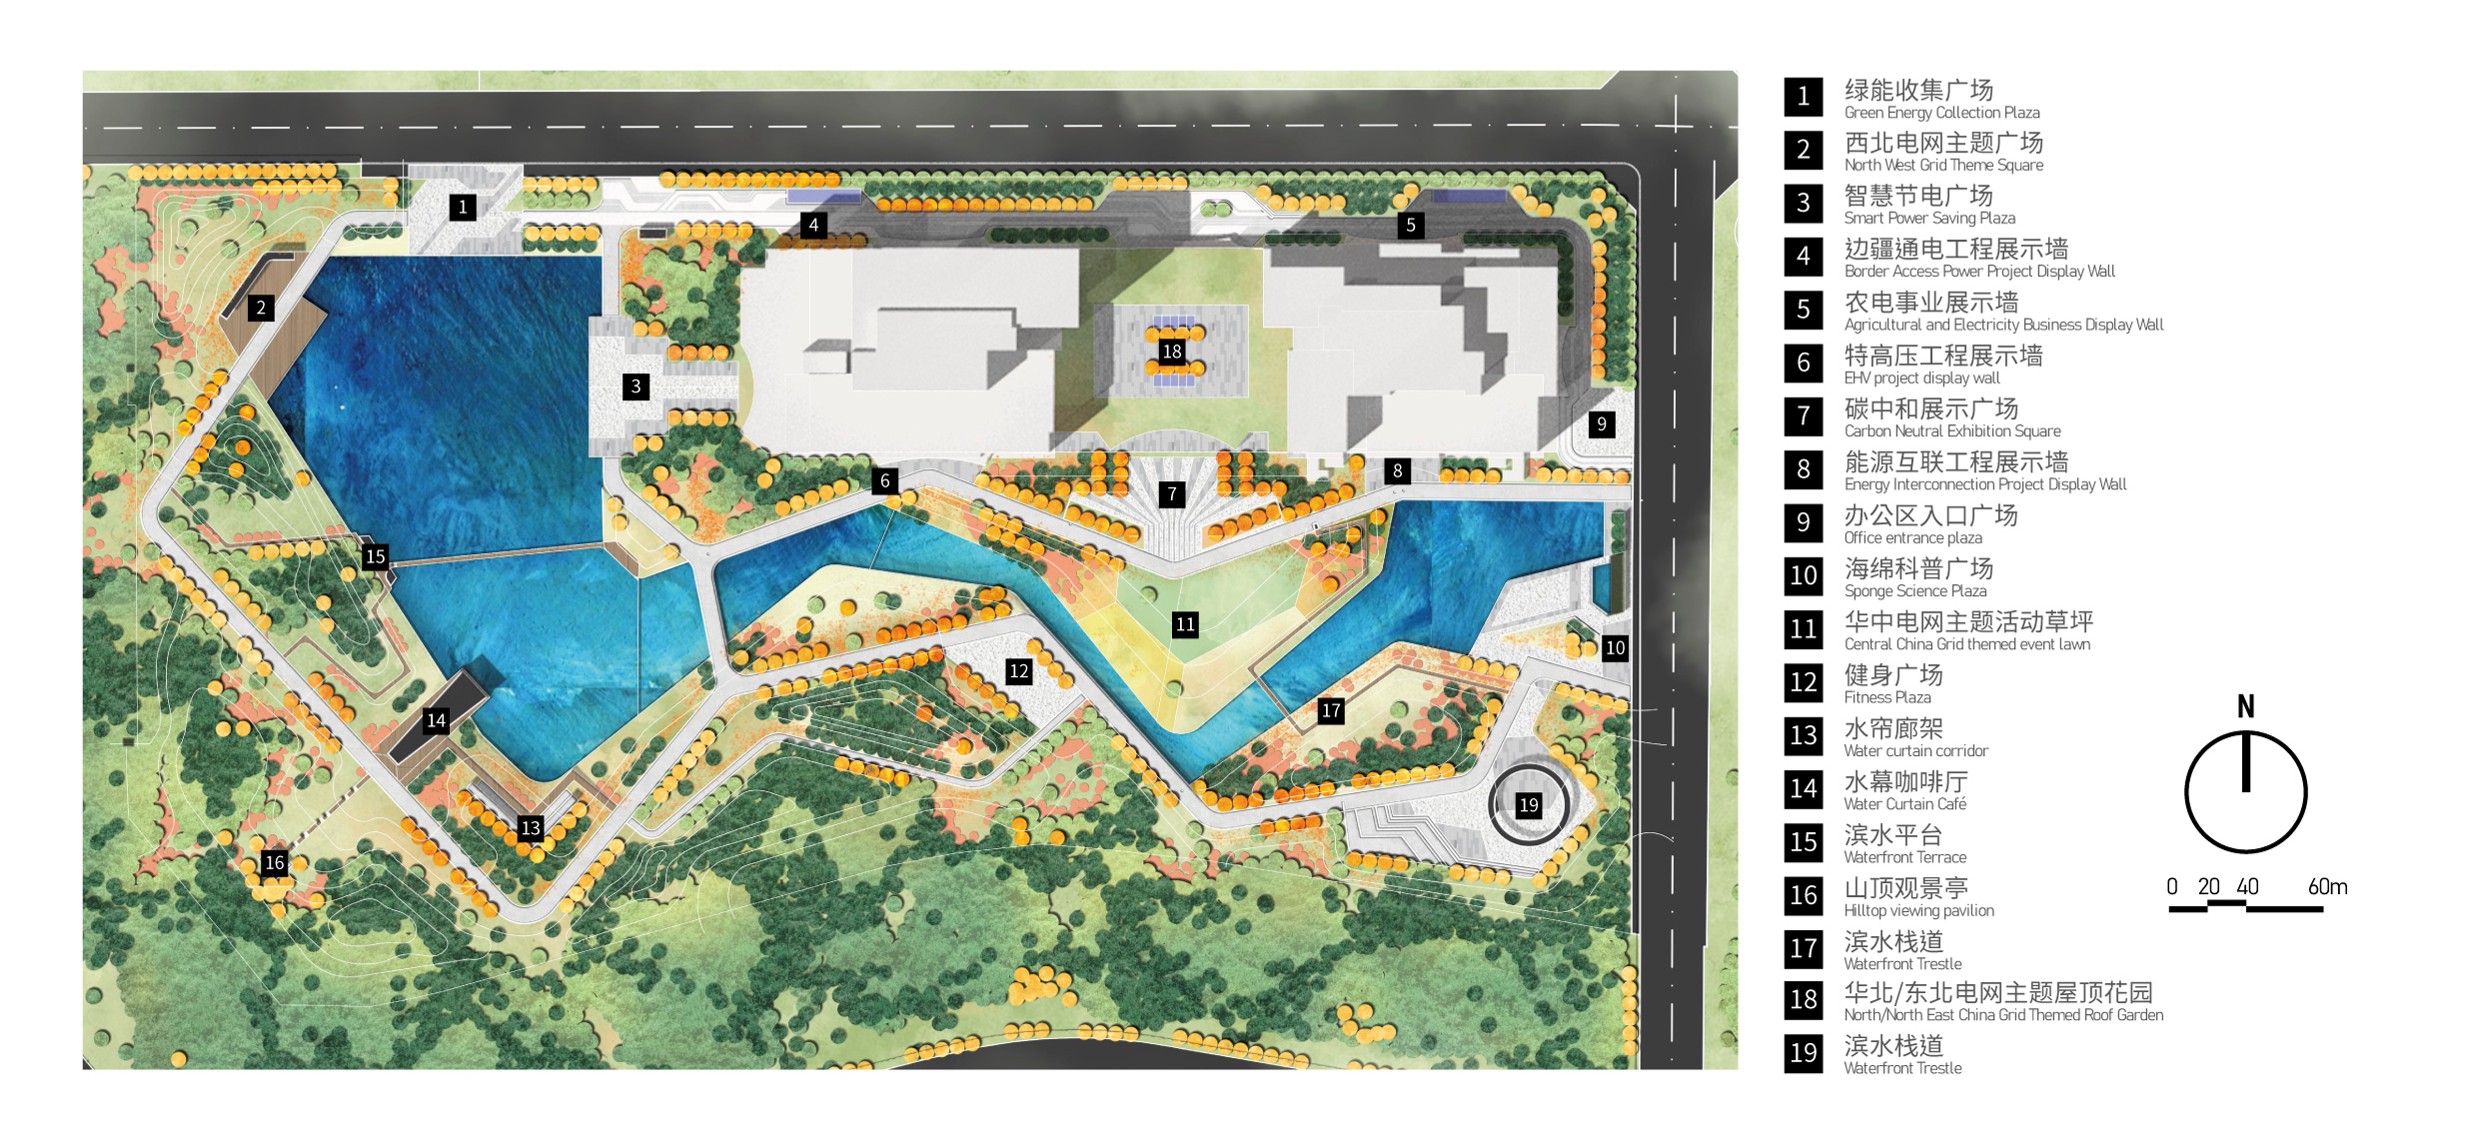 1
2
3
4
5
6
7
8
9
10
11
12
13
14
15
16
17
18
19
1 绿能收集广场
Green Energy Collection Plaza
2 西北电网主题广场
North West Grid Theme Square
3 智慧节电广场
Smart Power Saving Plaza
4 边疆通电工程展示墙
Border Access Power Project Display Wall
5 农电事业展示墙
Agricultural and Electricity Business Display Wall
6 特高压工程展示墙
EHV project display wall
7 碳中和展示广场
Carbon Neutral Exhibition Square
8 能源互联工程展示墙
Energy Interconnection Project Display Wall
9 办公区入口广场
Office entrance plaza
10 海绵科普广场
Sponge Science Plaza
11 华中电网主题活动草坪
Central China Grid themed event lawn
12 健身广场
Fitness Plaza
13 水帘廊架
Water curtain corridor
14 水幕咖啡厅
Water Curtain Café
15 滨水平台
Waterfront Terrace
16 山顶观景亭
Hilltop viewing pavilion
17 滨水栈道
Waterfront Trestle
18 华北/东北电网主题屋顶花园
North/North East China Grid Themed Roof Garden
19 滨水栈道
Waterfront Trestle
N
0 20 40 60m